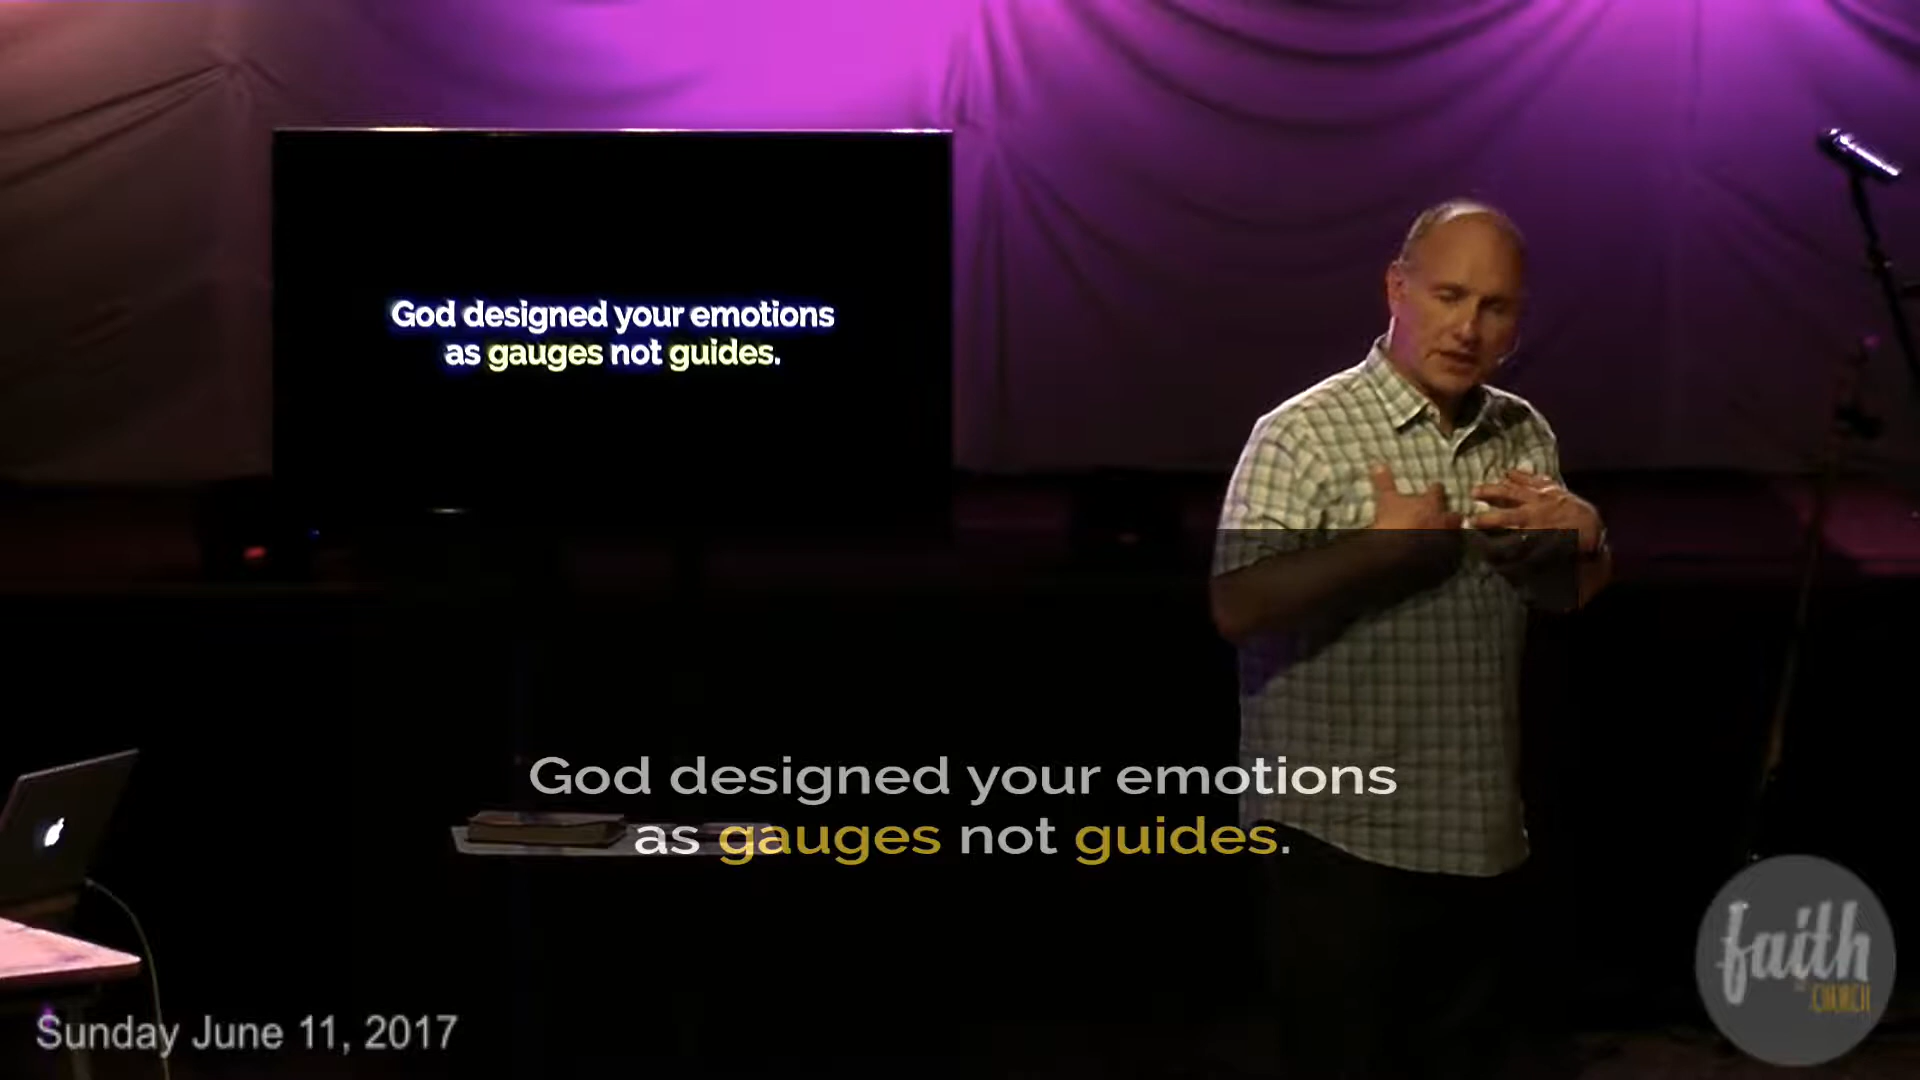 God designed your emotions
as gauges not guides.
God designed your emotions
as gauges not guides.
Sunday June 11, 2017
faith
CHURCH